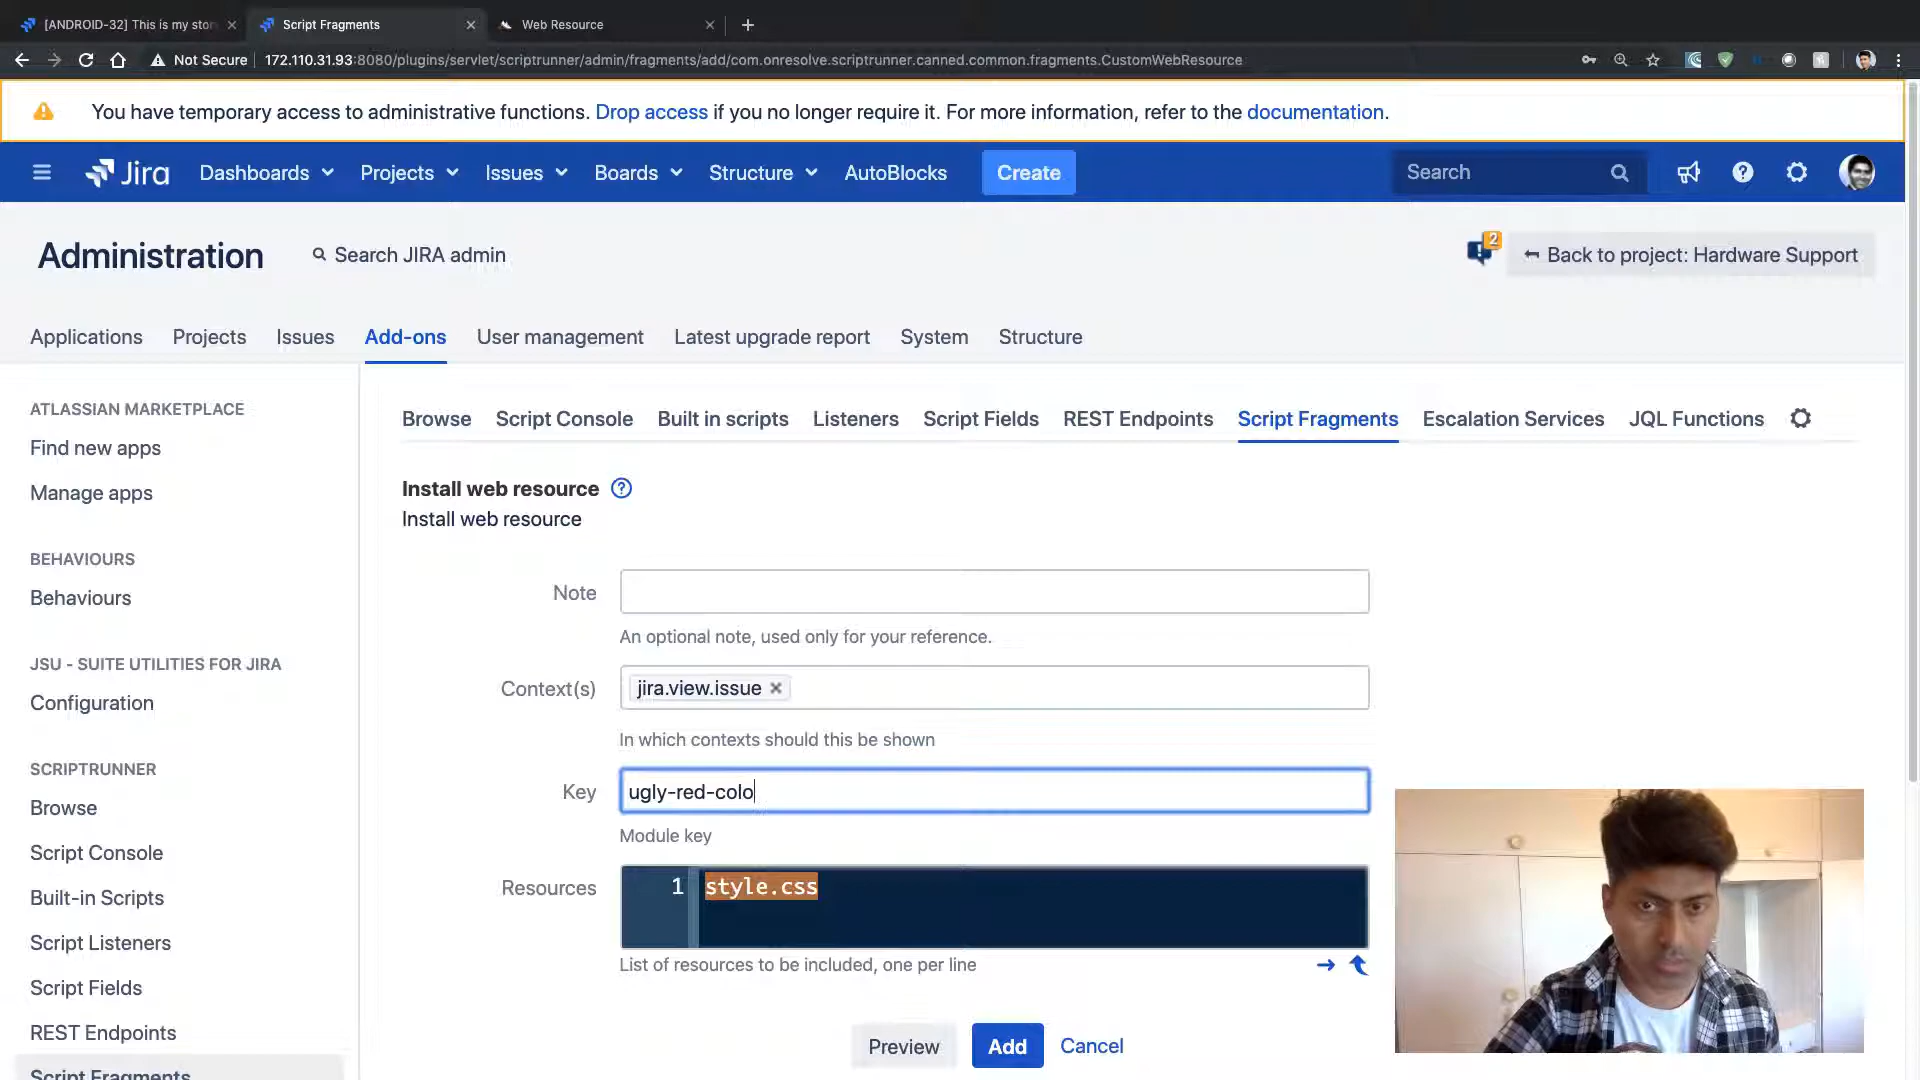 [ANDROID-32] This is my stor
Script Fragments
Web Resource
Not Secure
172.110.31.93:8080/plugins/servlet/scriptrunner/admin/fragments/add/com.onresolve.scriptrunner.canned.common.fragments.CustomWebResource
You have temporary access to administrative functions. Drop access if you no longer require it. For more information, refer to the documentation.
Jira
Dashboards
Projects
Issues
Boards
Structure
AutoBlocks
Create
Search
Administration
Search JIRA admin
2
Back to project: Hardware Support
Applications
Projects
Issues
Add-ons
User management
Latest upgrade report
System
Structure
ATLASSIAN MARKETPLACE
Find new apps
Manage apps
BEHAVIOURS
Behaviours
JSU - SUITE UTILITIES FOR JIRA
Configuration
SCRIPTRUNNER
Browse
Script Console
Built-in Scripts
Script Listeners
Script Fields
REST Endpoints
Script Fragments
Browse
Script Console
Built in scripts
Listeners
Script Fields
REST Endpoints
Script Fragments
Escalation Services
JQL Functions
Install web resource
Install web resource
Note
An optional note, used only for your reference.
Context(s)
jira.view.issue
In which contexts should this be shown
Key
ugly-red-colo
Module key
Resources
1
style.css
List of resources to be included, one per line
Preview
Add
Cancel